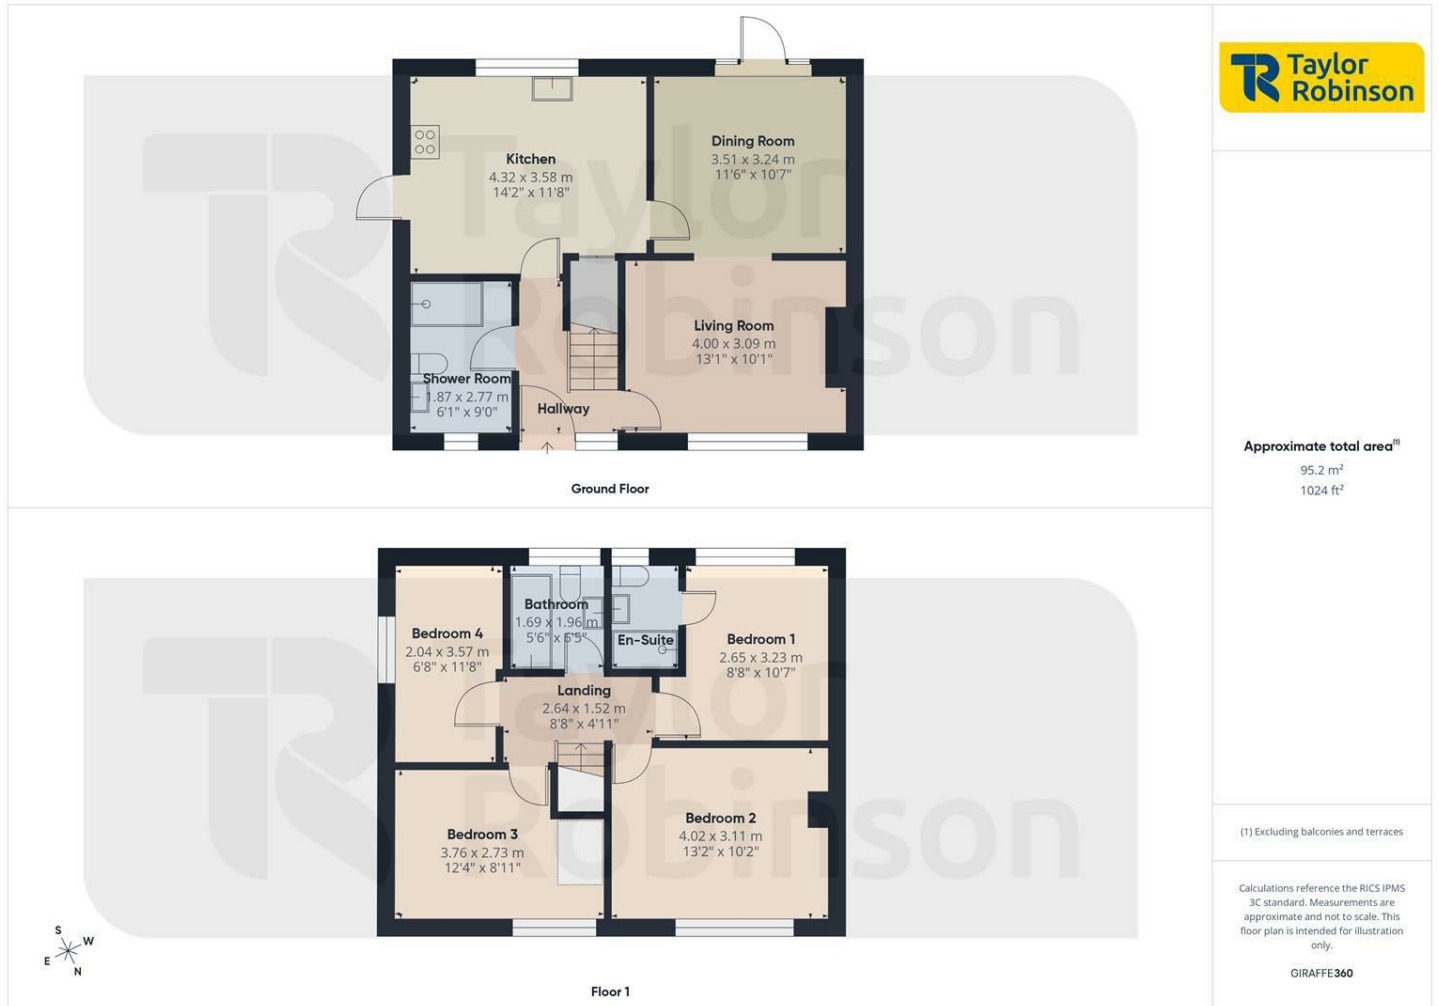 Taylor
Robinson
Kitchen
4.32 x 3.58 m
14'2" x 11'8"
Dining Room
3.51 x 3.24 m
11'6" x 10'7"
Living Room
4.00 x 3.09 m
13'1" x 10'1"
Shower Room
1.87 x 2.77 m
6'1" x 9'0"
Hallway
Ground Floor
Taylor
Robinson
Approximate total area(1)
95.2 m²
1024 ft²
Bedroom 4
2.04 x 3.57 m
6'8" x 11'8"
Bathroom
1.69 x 1.96 m
5'6" x 6'5"
En-Suite
Bedroom 1
2.65 x 3.23 m
8'8" x 10'7"
Landing
2.64 x 1.52 m
8'8" x 4'11"
Bedroom 3
3.76 x 2.73 m
12'4" x 8'11"
Bedroom 2
4.02 x 3.11 m
13'2" x 10'2"
Taylor
Robinson
S
W
E
N
Floor 1
(1) Excluding balconies and terraces
Calculations reference the RICS IPMS
3C standard. Measurements are
approximate and not to scale. This
floor plan is intended for illustration
only.
GIRAFFE360